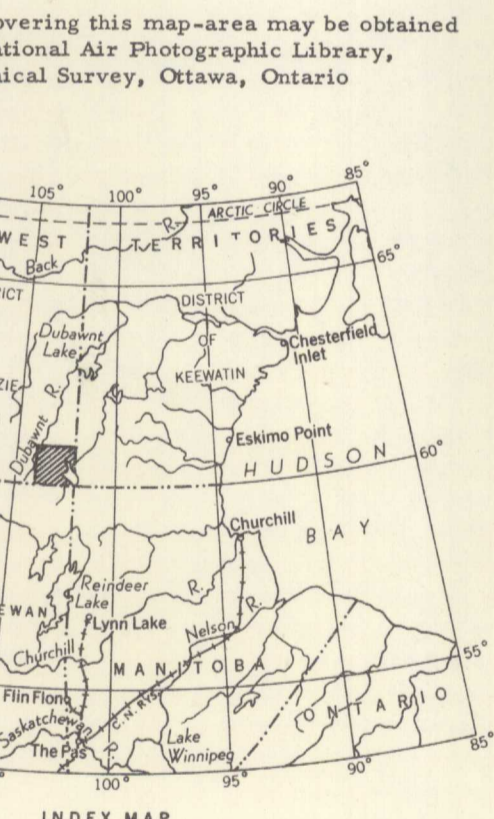 overing this map-area may be obtained
ational Air Photographic Library,
nical Survey, Ottawa, Ontario
105° 100° 95° 90° 85°
ARCTIC CIRCLE
R.
WEST TERRITORIES
Back
65°
ICT
DISTRICT
OF
KEEWATIN
Dubawnt
Lake
Chesterfield
Inlet
ZIE
Dubawnt R.
Eskimo Point
60°
HUDSON
BAY
Churchill
Reindeer
Lake
R.
EWAN
Lynn Lake
Nelson R.
Churchill
MANITOBA
55°
Flin Flon
C.N. Rys.
ONTARIO
Saskatchewan
R.
The Pas
Lake
Winnipeg
100° 95° 90° 85°
INDEX MAP